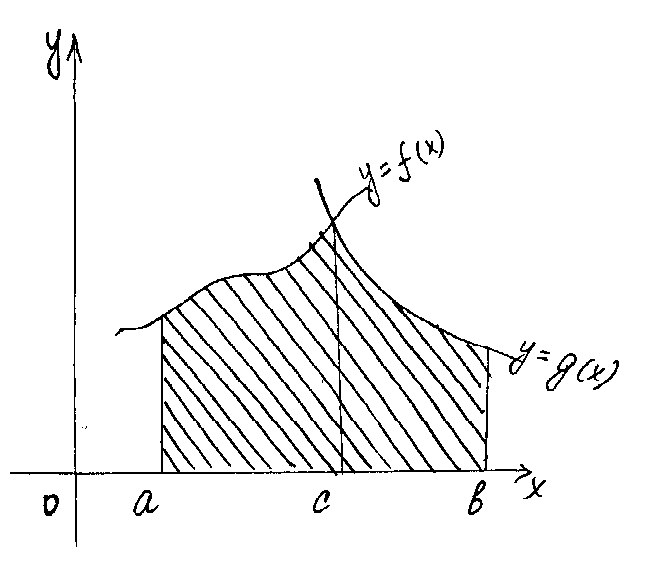 y
y = f(x)
y = g(x)
0 a c b x